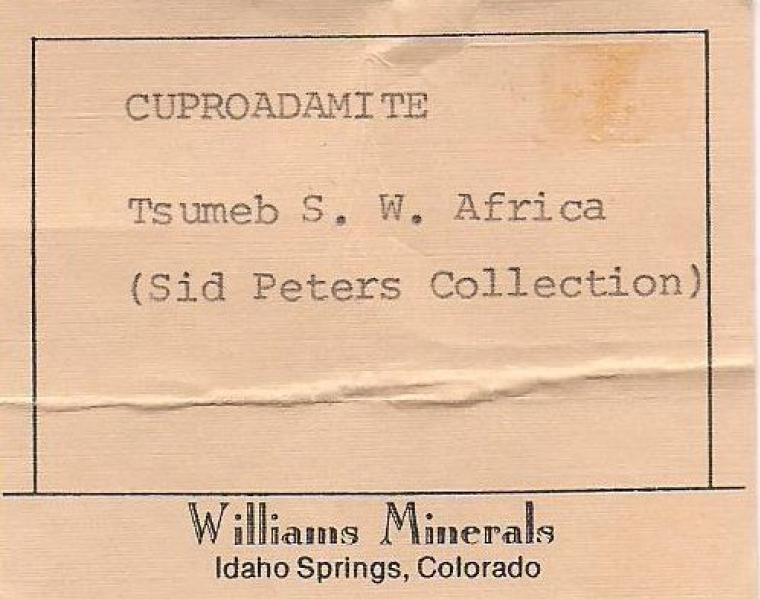 CUPROADAMITE
Tsumeb S. W. Africa
(Sid Peters Collection)
Williams Minerals
Idaho Springs, Colorado